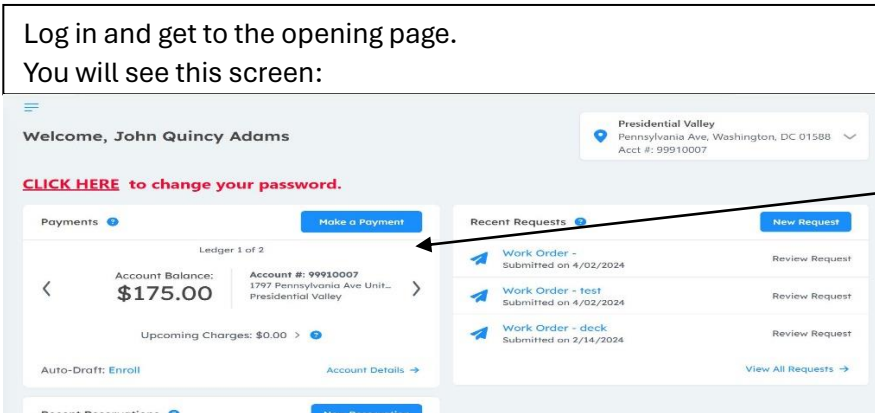 Log in and get to the opening page.
You will see this screen:
Welcome, John Quincy Adams
Presidential Valley
Pennsylvania Ave, Washington, DC 01588
Acct #: 99910007
CLICK HERE to change your password.
Payments ?
Make a Payment
Ledger 1 of 2
Account Balance:
$175.00
Account #: 99910007
1797 Pennsylvania Ave Unit...
Presidential Valley
Upcoming Charges: $0.00 > ?
Auto-Draft: Enroll
Account Details →
Recent Requests ?
New Request
Work Order -
Submitted on 4/02/2024
Review Request
Work Order - test
Submitted on 4/02/2024
Review Request
Work Order - deck
Submitted on 2/14/2024
Review Request
View All Requests →